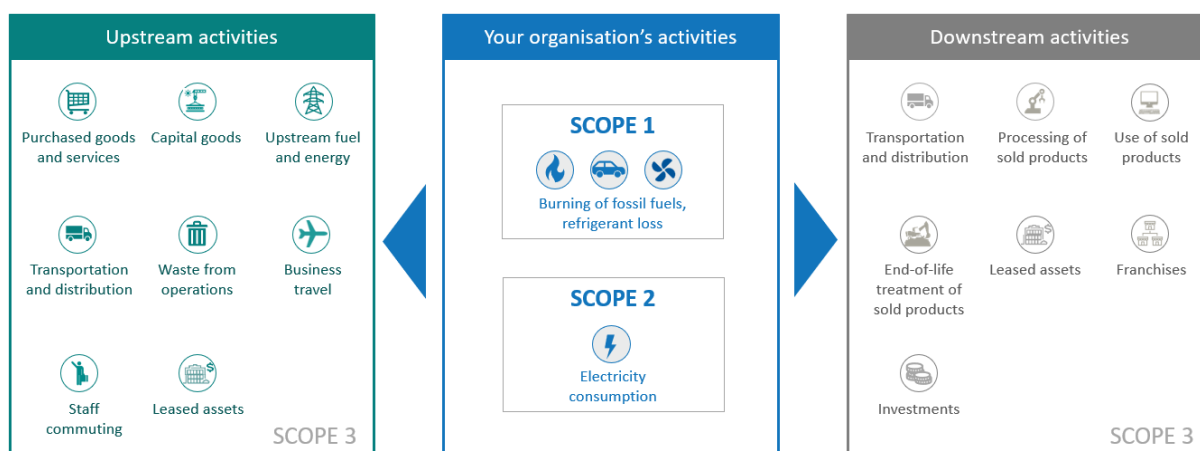 Upstream activities
Purchased goods
and services
Capital goods
Upstream fuel
and energy
Transportation
and distribution
Waste from
operations
Business
travel
Staff
commuting
Leased assets
SCOPE 3
Your organisation's activities
SCOPE 1
Burning of fossil fuels,
refrigerant loss
SCOPE 2
Electricity
consumption
Downstream activities
Transportation
and distribution
Processing of
sold products
Use of sold
products
End-of-life
treatment of
sold products
Leased assets
Franchises
Investments
SCOPE 3